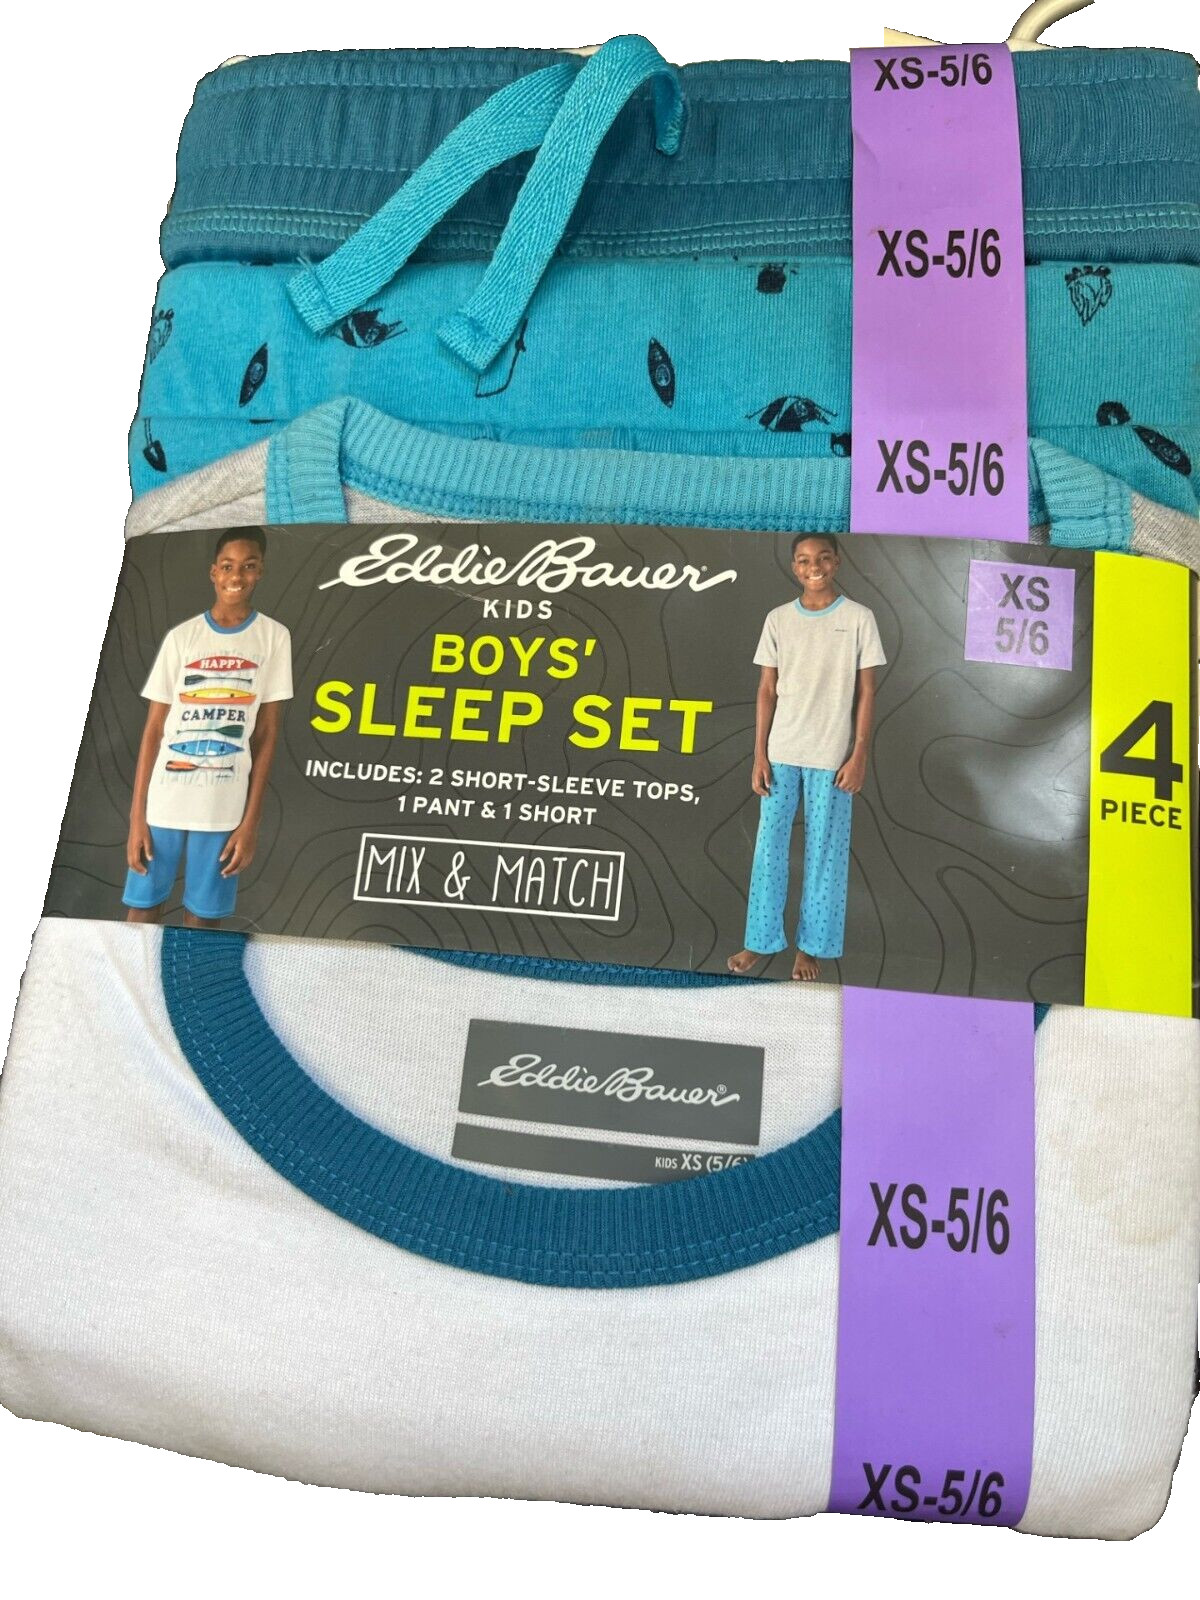 XS-5/6
XS-5/6
XS-5/6
Eddie Bauer®
KIDS
BOYS'
SLEEP SET
INCLUDES: 2 SHORT-SLEEVE TOPS,
1 PANT & 1 SHORT
MIX & MATCH
HAPPY
CAMPER
XS
5/6
4
PIECE
Eddie Bauer®
KIDS XS (5/6)
XS-5/6
XS-5/6